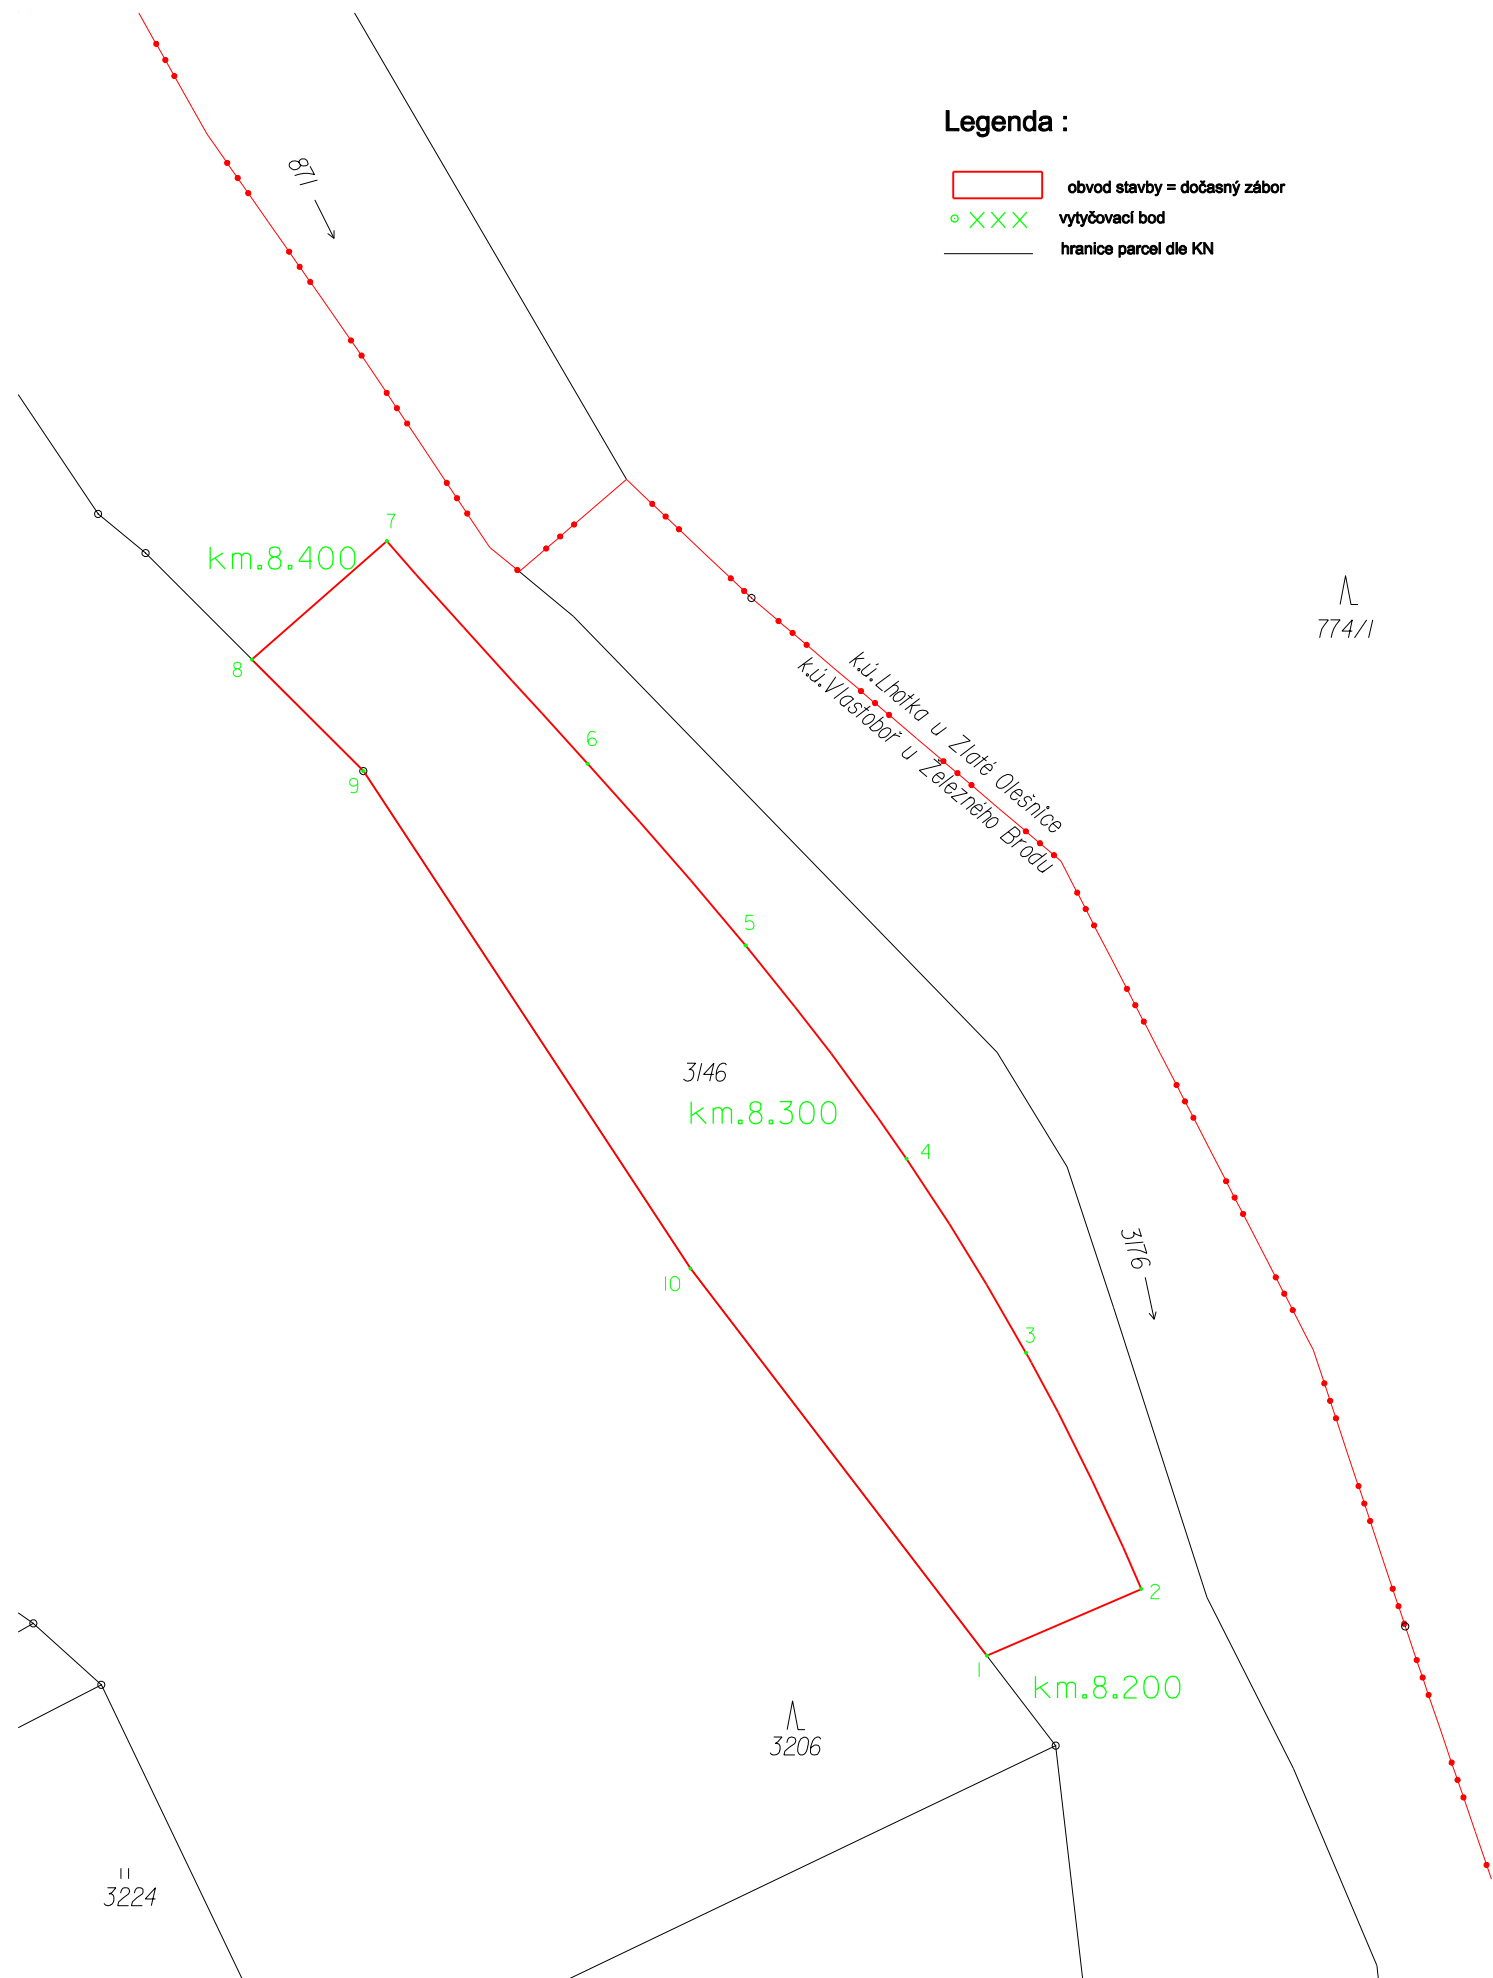 Legenda :
obvod stavby = dočasný zábor
XXX vytyčovací bod
hranice parcel dle KN
871
7
km.8.400
8
6
9
774/1
k.ú.Lhotka u Zlaté Olešnice
k.ú.Vlastoboř u Železného Brodu
5
3146
km.8.300
4
3176
10
3
2
1
km.8.200
3206
3224